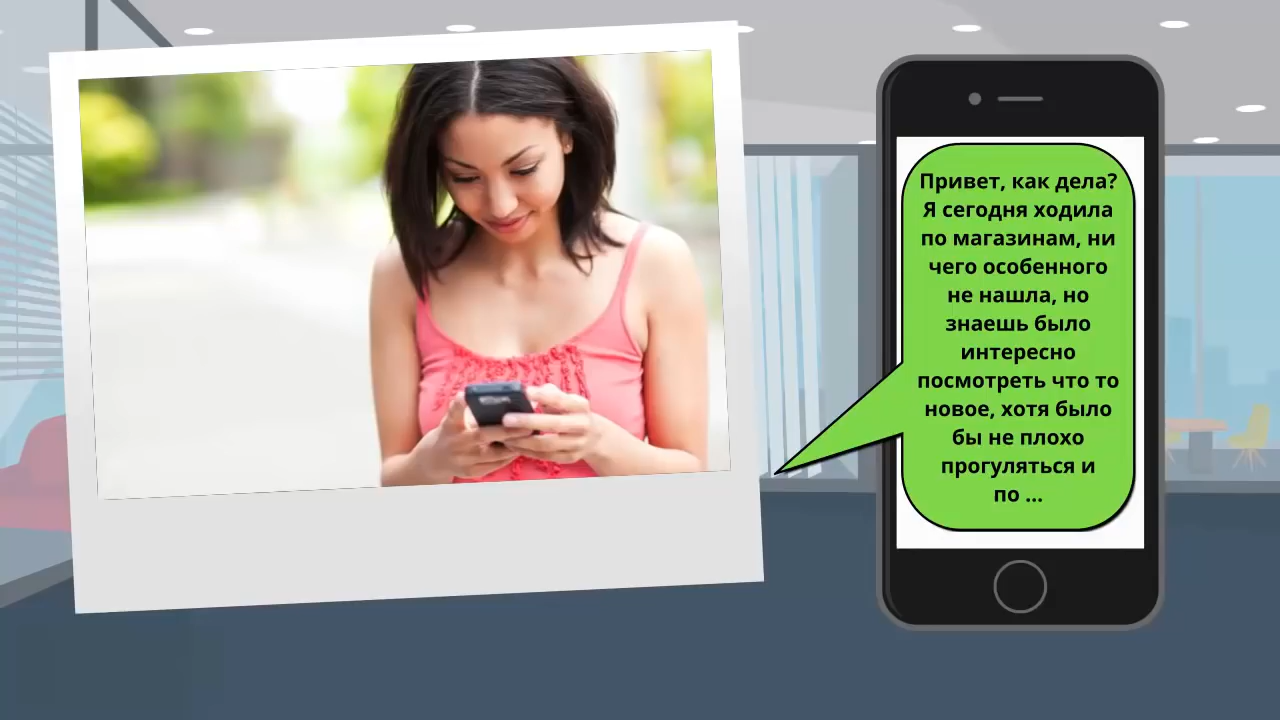 Привет, как дела?
Я сегодня ходила
по магазинам, ни
чего особенного
не нашла, но
знаешь было
интересно
посмотреть что то
новое, хотя было
бы не плохо
прогуляться и
по ...